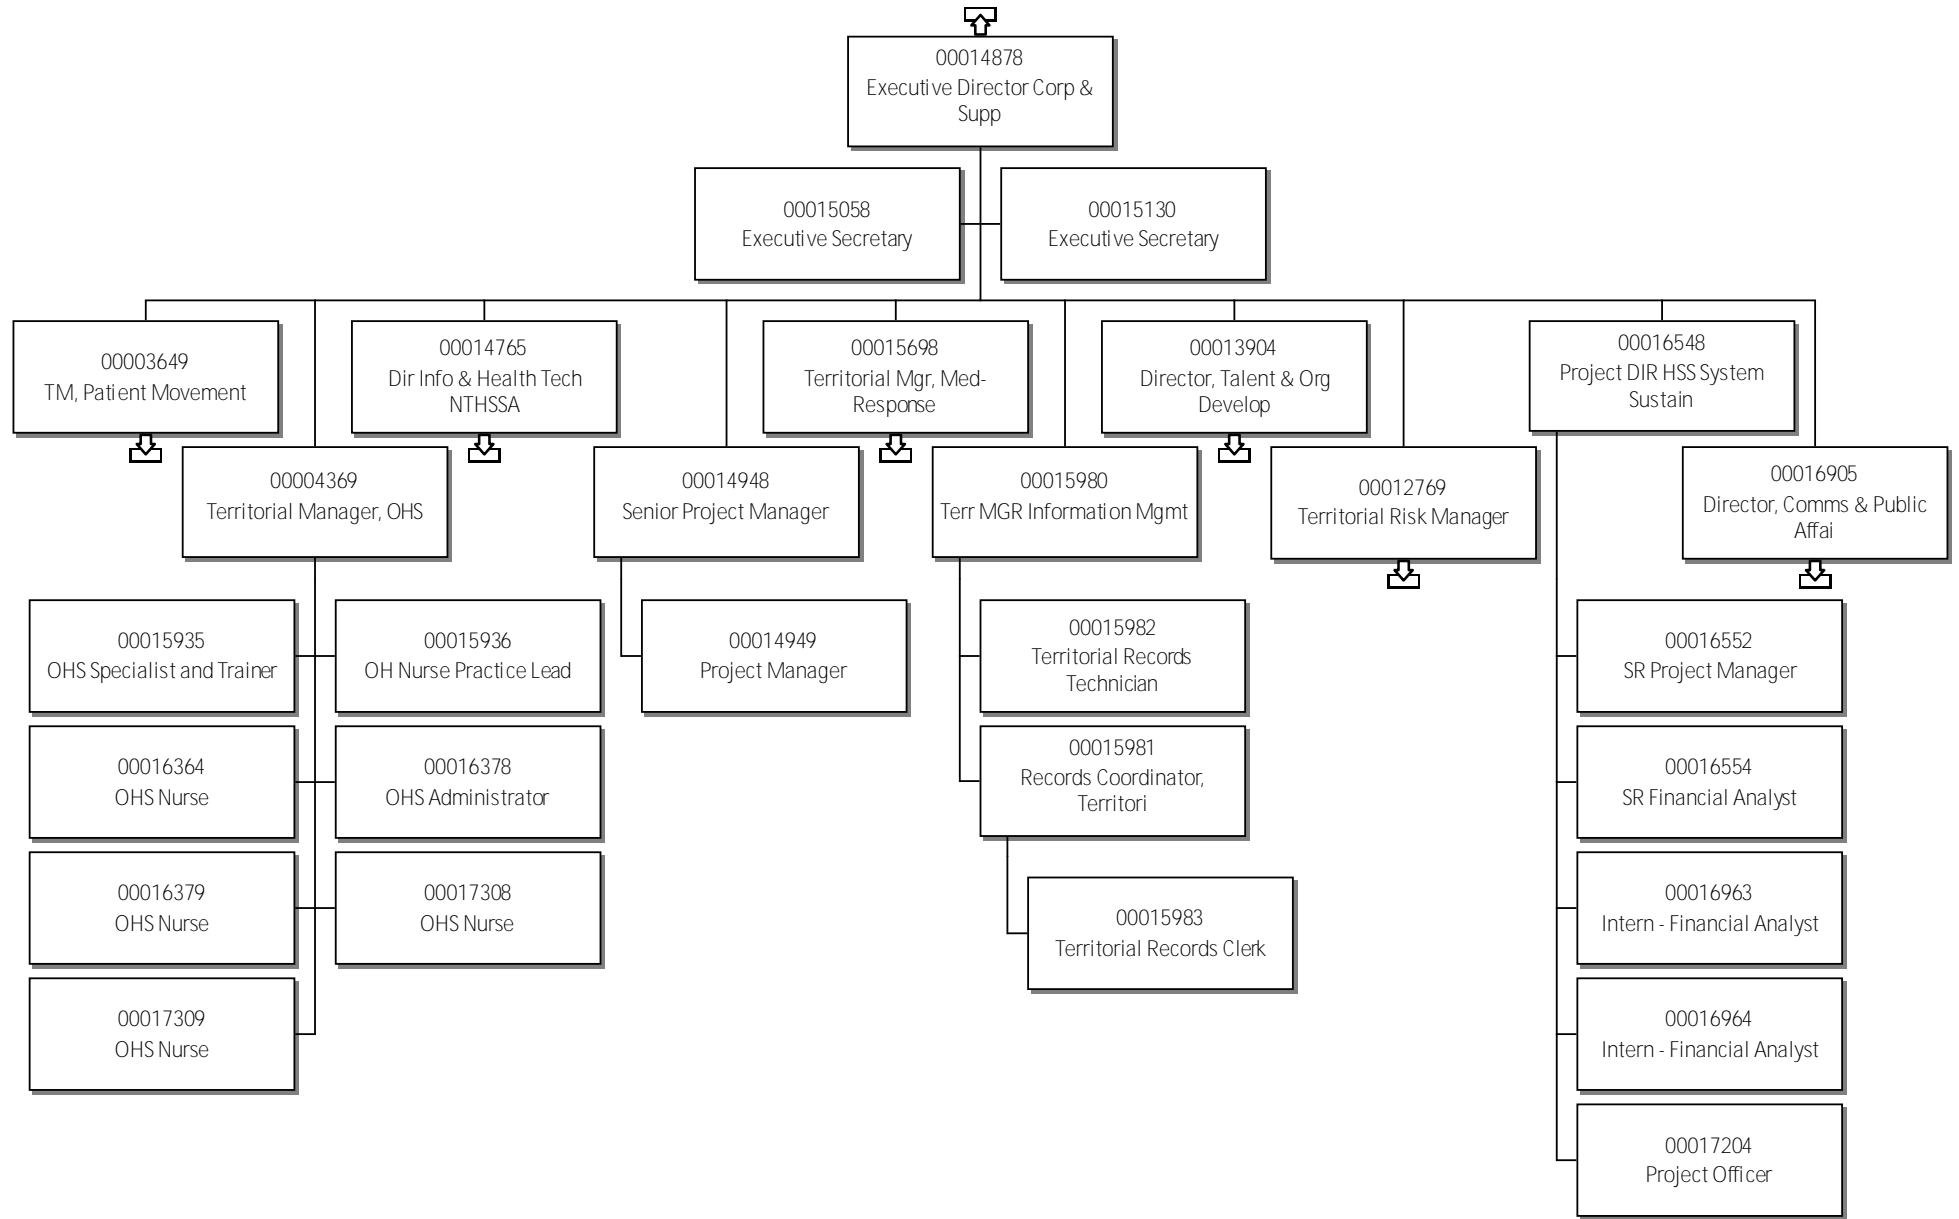 00014878
Executive Director Corp &
Supp
00015058
Executive Secretary
00015130
Executive Secretary
00003649
TM, Patient Movement
00014765
Dir Info & Health Tech
NTHSSA
00015698
Territorial Mgr, Med-
Response
00013904
Director, Talent & Org
Develop
00016548
Project DIR HSS System
Sustain
00004369
Territorial Manager, OHS
00014948
Senior Project Manager
00015980
Terr MGR Information Mgmt
00012769
Territorial Risk Manager
00016905
Director, Comms & Public
Affai
00015935
OHS Specialist and Trainer
00015936
OH Nurse Practice Lead
00014949
Project Manager
00015982
Territorial Records
Technician
00016552
SR Project Manager
00016364
OHS Nurse
00016378
OHS Administrator
00015981
Records Coordinator,
Territori
00016554
SR Financial Analyst
00016379
OHS Nurse
00017308
OHS Nurse
00015983
Territorial Records Clerk
00016963
Intern - Financial Analyst
00017309
OHS Nurse
00016964
Intern - Financial Analyst
00017204
Project Officer